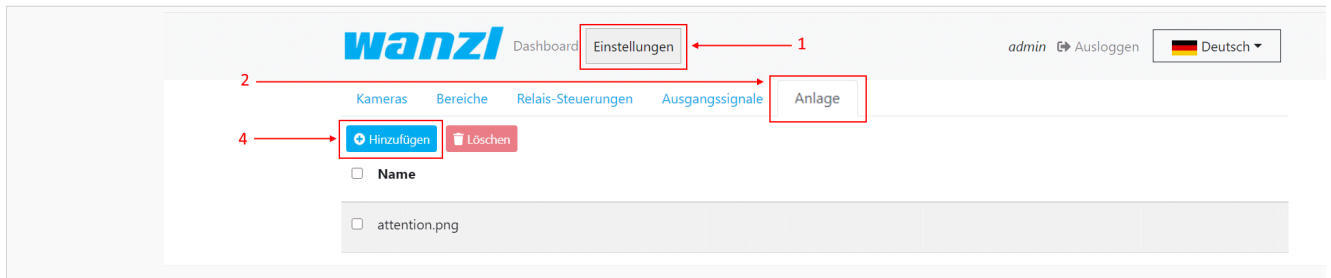 wanzl Dashboard Einstellungen 1 admin Ausloggen Deutsch
2
Kameras Bereiche Relais-Steuerungen Ausgangssignale Anlage
4 Hinzufügen Löschen
Name
attention.png